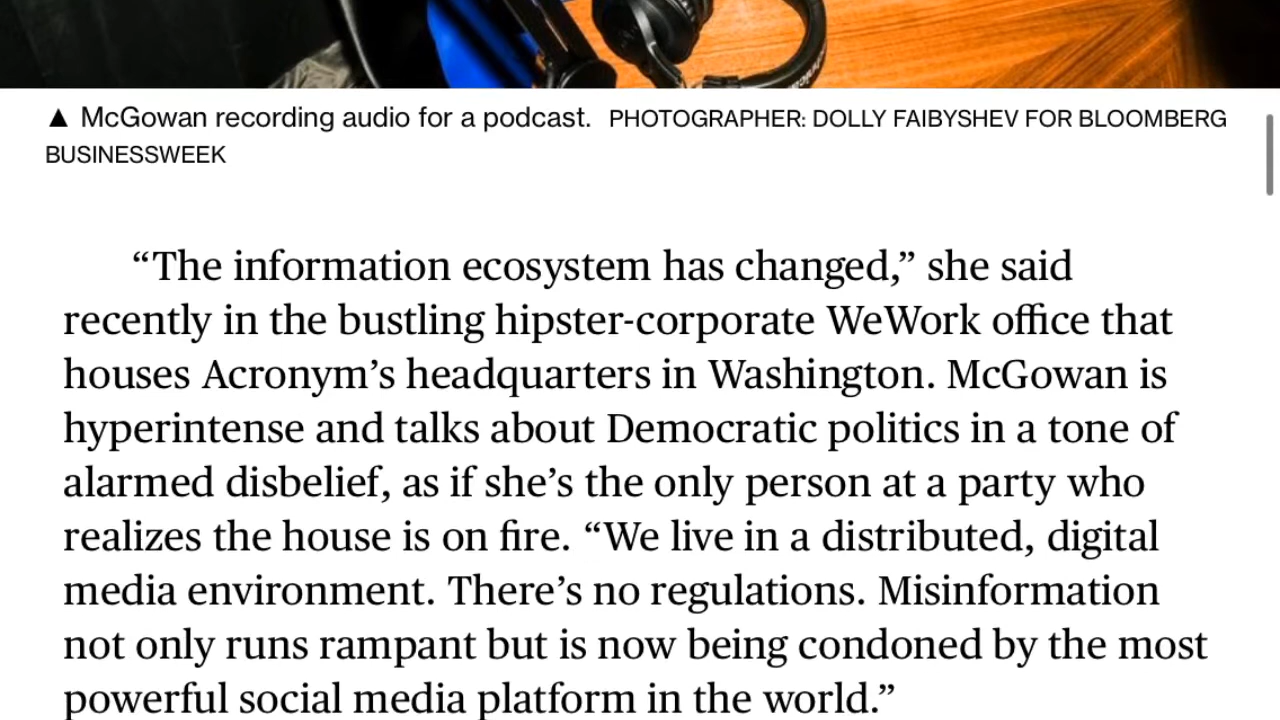 ▲ McGowan recording audio for a podcast. PHOTOGRAPHER: DOLLY FAIBYSHEV FOR BLOOMBERG
BUSINESSWEEK
“The information ecosystem has changed,” she said
recently in the bustling hipster-corporate WeWork office that
houses Acronym’s headquarters in Washington. McGowan is
hyperintense and talks about Democratic politics in a tone of
alarmed disbelief, as if she’s the only person at a party who
realizes the house is on fire. “We live in a distributed, digital
media environment. There’s no regulations. Misinformation
not only runs rampant but is now being condoned by the most
powerful social media platform in the world.”